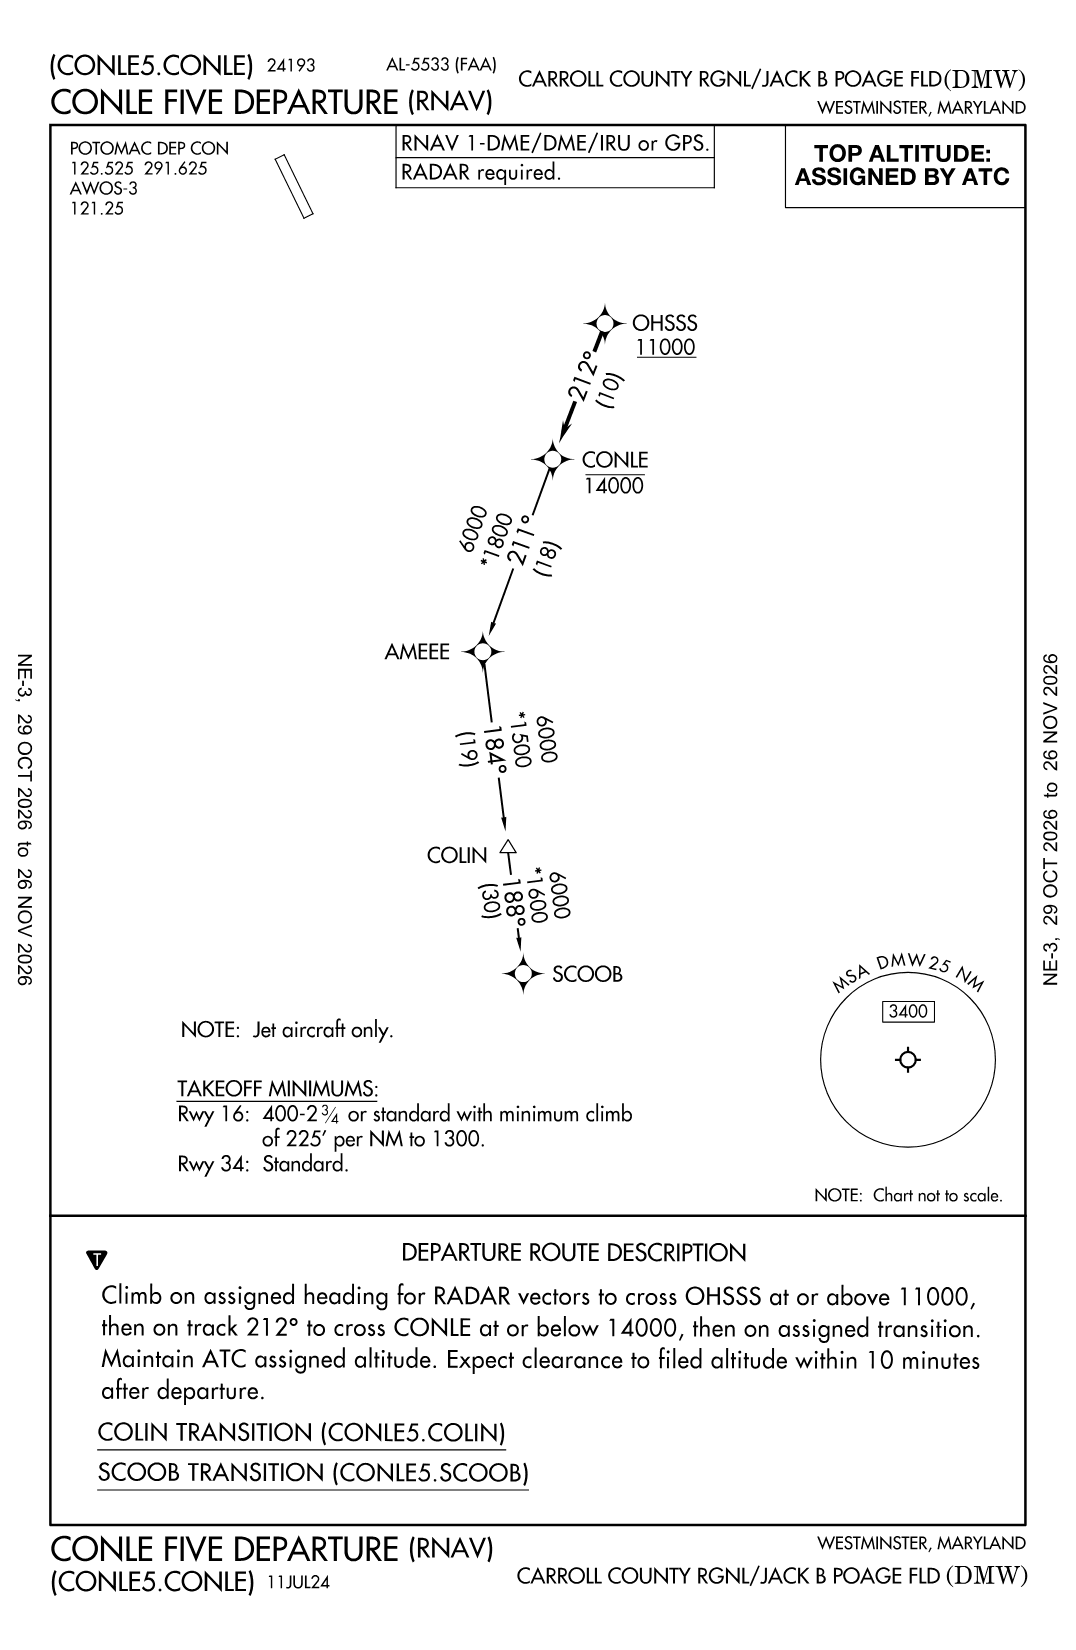 (CONLE5.CONLE) 24193
AL-5533 (FAA)
CARROLL COUNTY RGNL/JACK B POAGE FLD(DMW)
CONLE FIVE DEPARTURE (RNAV)
WESTMINSTER, MARYLAND
POTOMAC DEP CON
125.525 291.625
AWOS-3
121.25
RNAV 1-DME/DME/IRU or GPS.
RADAR required.
TOP ALTITUDE:
ASSIGNED BY ATC
OHSSS
11000
212°
(10)
CONLE
14000
6000
*1800
211°
(18)
AMEEE
6000
*1500
184°
(19)
COLIN
6000
*1600
188°
(30)
SCOOB
NE-3, 29 OCT 2026 to 26 NOV 2026
NE-3, 29 OCT 2026 to 26 NOV 2026
MSA DMW 25 NM
3400
NOTE: Jet aircraft only.
TAKEOFF MINIMUMS:
Rwy 16: 400-2¾ or standard with minimum climb
of 225' per NM to 1300.
Rwy 34: Standard.
NOTE: Chart not to scale.
T
DEPARTURE ROUTE DESCRIPTION
Climb on assigned heading for RADAR vectors to cross OHSSS at or above 11000,
then on track 212° to cross CONLE at or below 14000, then on assigned transition.
Maintain ATC assigned altitude. Expect clearance to filed altitude within 10 minutes
after departure.
COLIN TRANSITION (CONLE5.COLIN)
SCOOB TRANSITION (CONLE5.SCOOB)
CONLE FIVE DEPARTURE (RNAV)
WESTMINSTER, MARYLAND
(CONLE5.CONLE) 11JUL24
CARROLL COUNTY RGNL/JACK B POAGE FLD (DMW)